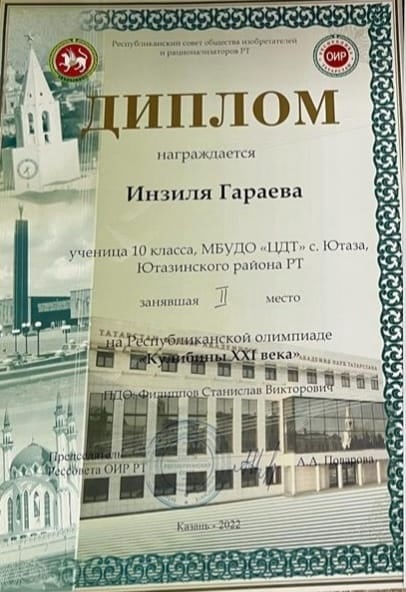 Республиканский совет общества изобретателей
и рационализаторов РТ
ОИР
ДИПЛОМ
награждается
Инзиля Гараева
ученица 10 класса, МБУДО «ЦДТ» с. Ютаза,
Ютазинского района РТ
занявшая II место
на Республиканской олимпиаде
«Кулибины XXI века»
ПДО: Филиппов Станислав Викторович
Председатель
Рессовета ОИР РТ
А.А. Поварова
Казань - 2022